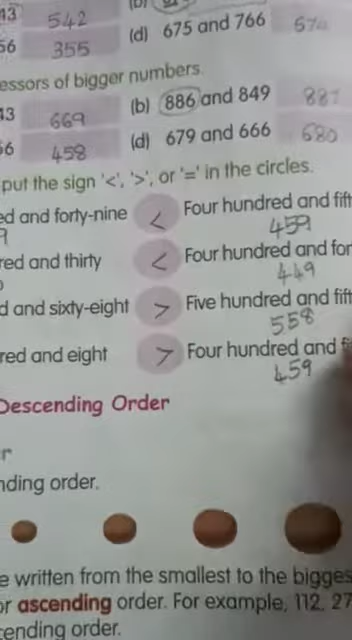 13 542 (b)
56 355 (d) 675 and 766 670
essors of bigger numbers.
13 669 (b) 886 and 849 887
56 458 (d) 679 and 666 680
put the sign '<', '>', or '=' in the circles.
ed and forty-nine < Four hundred and fift
9 459
red and thirty < Four hundred and for
449
d and sixty-eight > Five hundred and fift
558
red and eight > Four hundred and fi
459
Descending Order
r
nding order.
e written from the smallest to the bigges
or ascending order. For example, 112, 27
cending order.